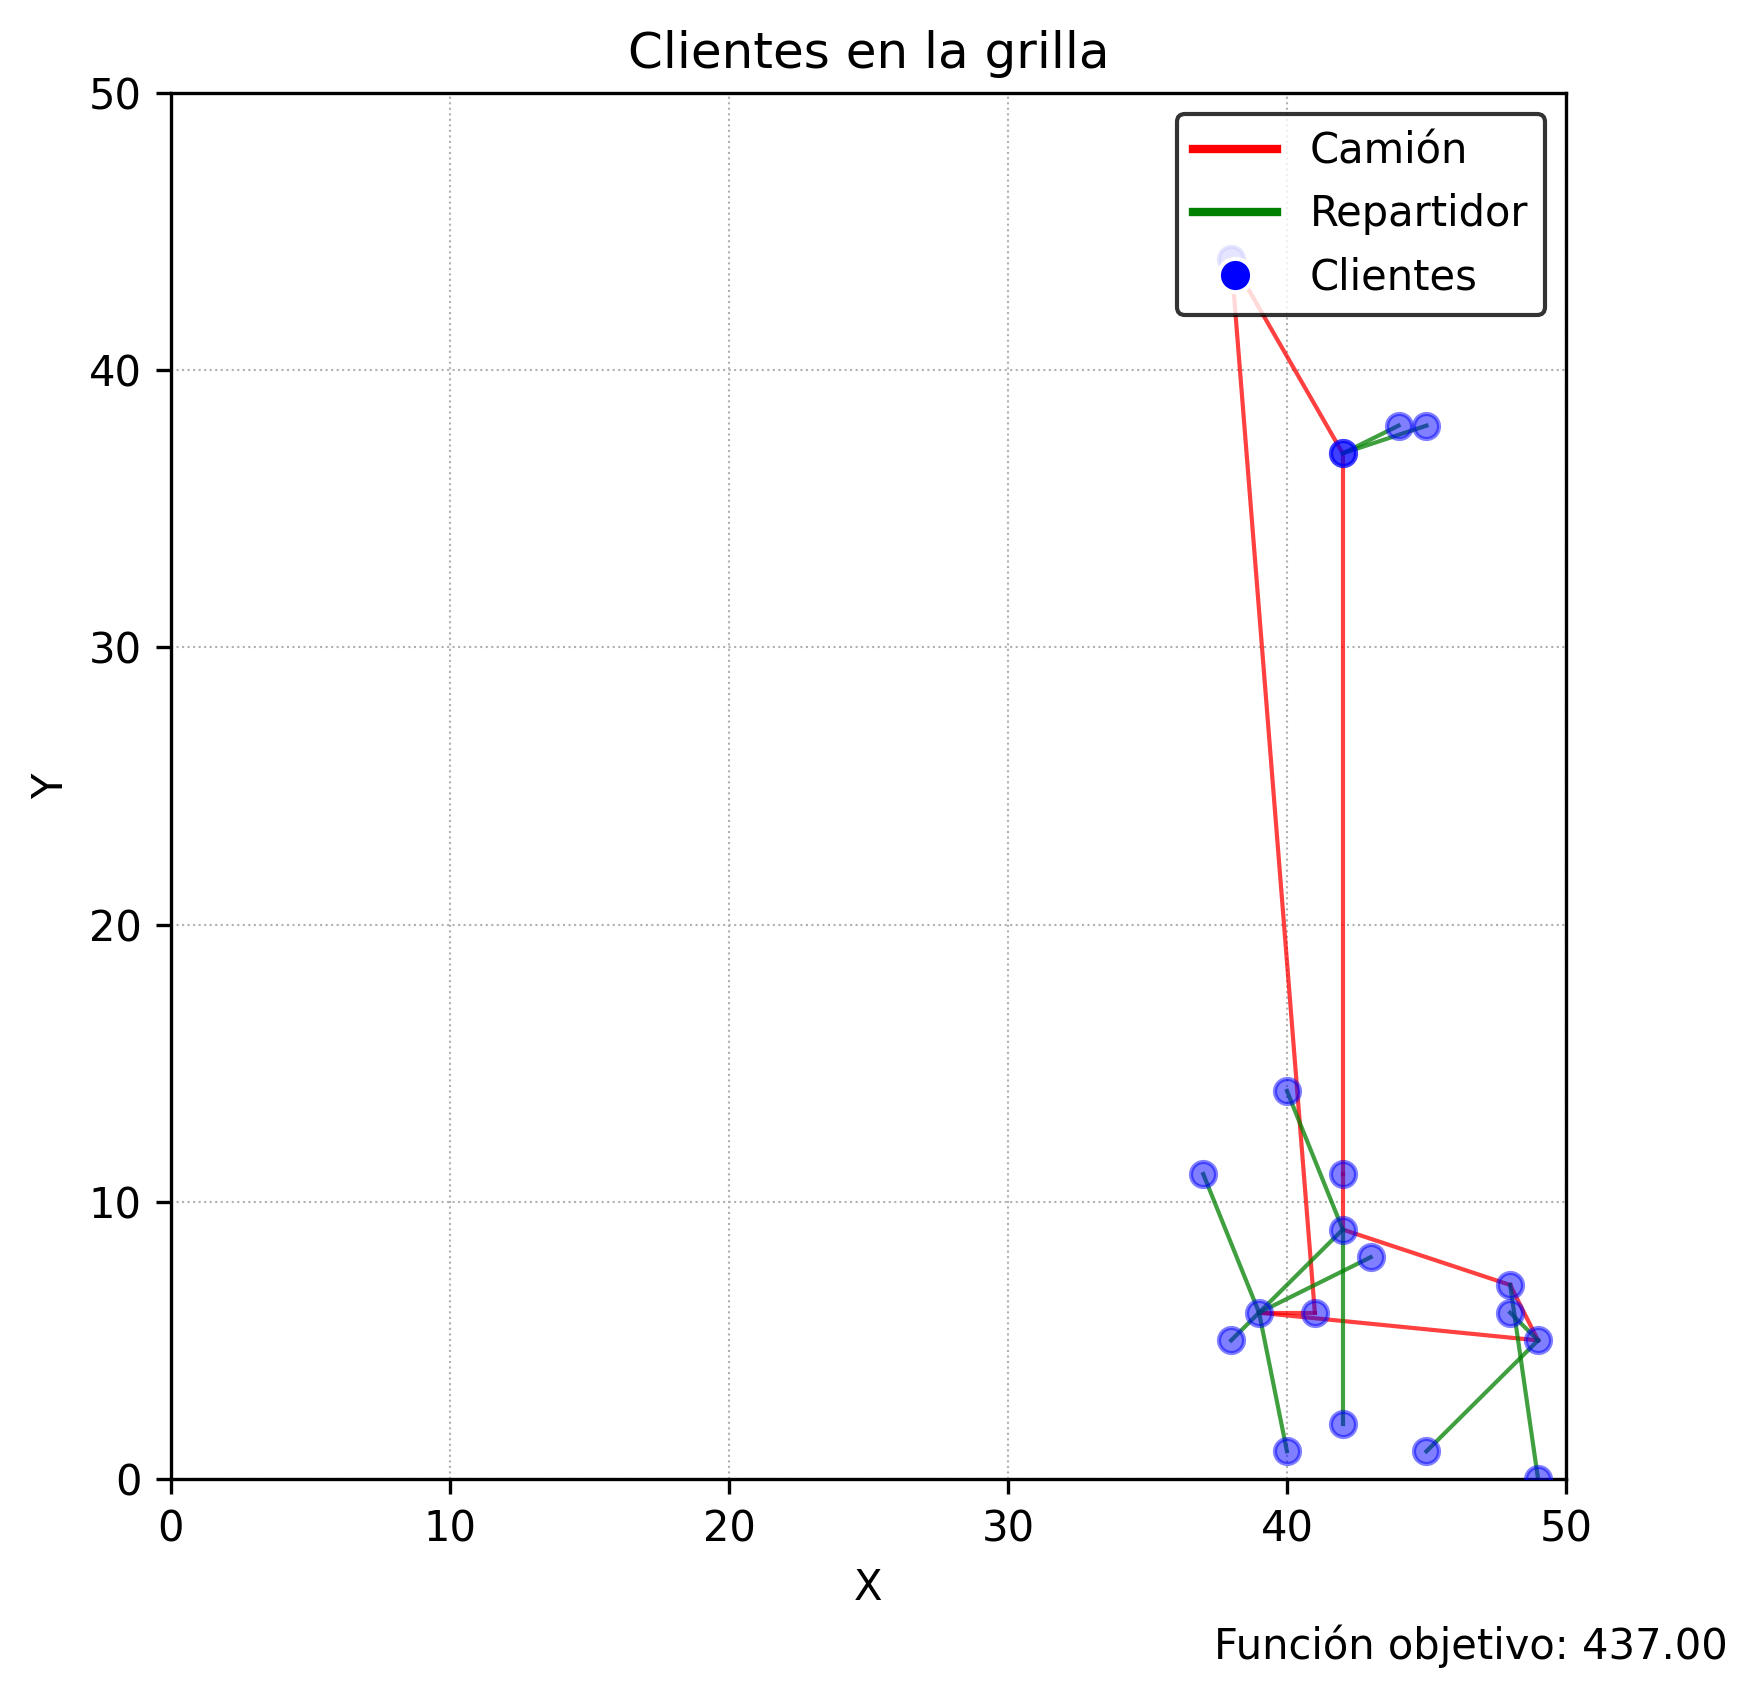 Clientes en la grilla
50
40
30
20
10
0
Y
Camión
Repartidor
Clientes
0 10 20 30 40 50
X
Función objetivo: 437.00